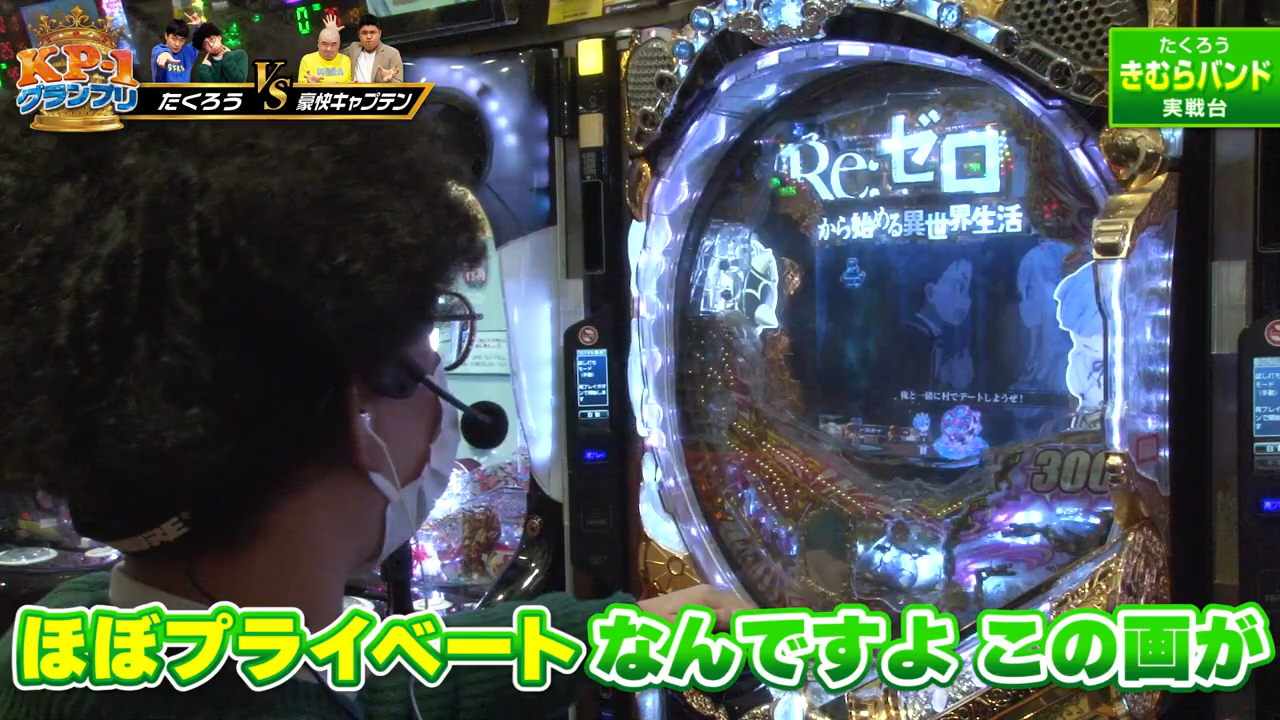 KP-1
グランプリ
たくろう
VS
豪快キャプテン
たくろう
きむらバンド
実戦台
Re:ゼロ
から始める異世界生活
俺と一緒に村でデートしようぜ!
300
ほぼプライベート なんですよ この画が